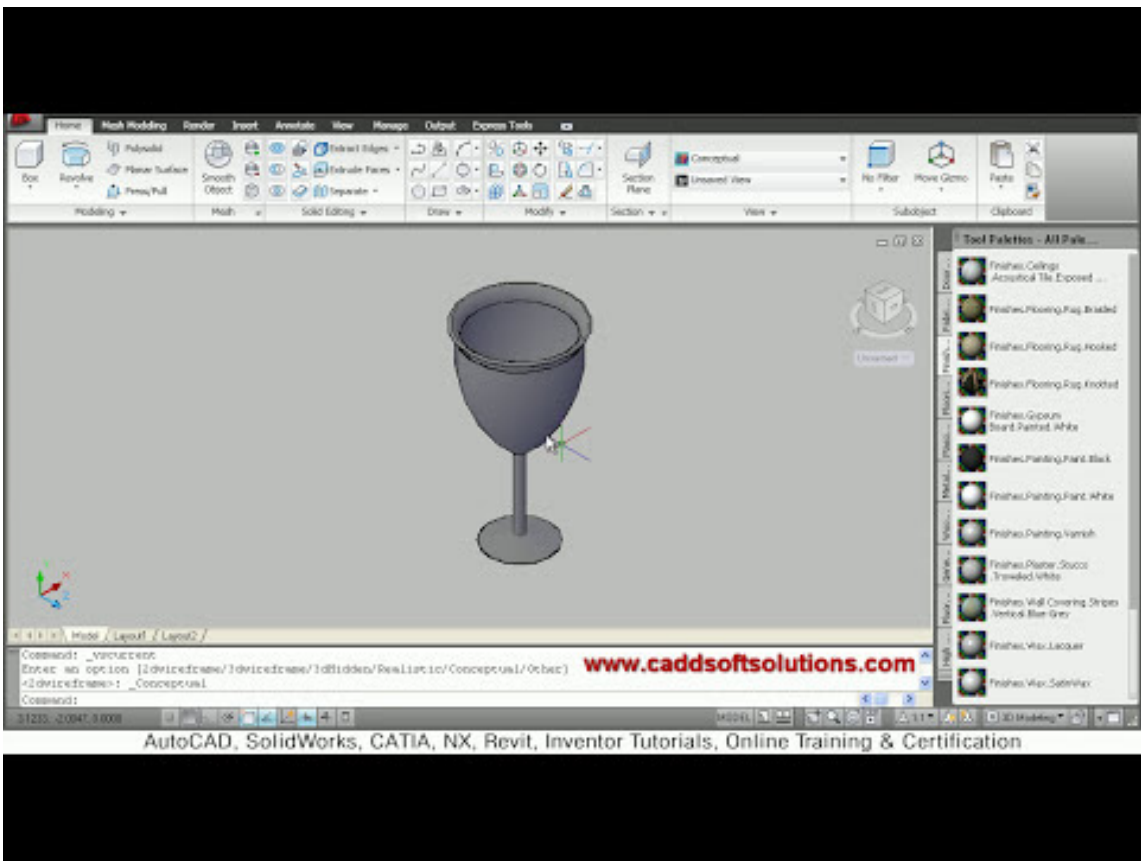 Home Mesh Modeling Render Insert Annotate View Manage Output Express Tools
Polysolid
Planar Surface
Press/Pull
Box
Revolve
Smooth
Object
Extract Edges
Extrude Faces
Separate
Section
Plane
Conceptual
Unsaved View
No Filter
Move Gizmo
Paste
Modeling
Mesh
Solid Editing
Draw
Modify
Section
View
Subobject
Clipboard
Tool Palettes - All Pale...
Finishes.Ceilings
.Acoustical Tile.Exposed ...
Finishes.Flooring.Rug.Braided
Finishes.Flooring.Rug.Hooked
Finishes.Flooring.Rug.Knotted
Finishes.Gypsum
Board.Painted.White
Finishes.Painting.Paint.Black
Finishes.Painting.Paint.White
Finishes.Painting.Varnish
Finishes.Plaster.Stucco
.Troweled.White
Finishes.Wall Covering.Stripes
.Vertical.Blue-Grey
Finishes.Wax.Lacquer
Finishes.Wax.SatinWax
Unnamed
Model / Layout1 / Layout2
Command: _vscurrent
Enter an option [2dwireframe/3dwireframe/3dHidden/Realistic/Conceptual/Other]
<2dwireframe>: _Conceptual
Command:
www.caddsoftsolutions.com
MODEL
1:1
3D Modeling
AutoCAD, SolidWorks, CATIA, NX, Revit, Inventor Tutorials, Online Training & Certification